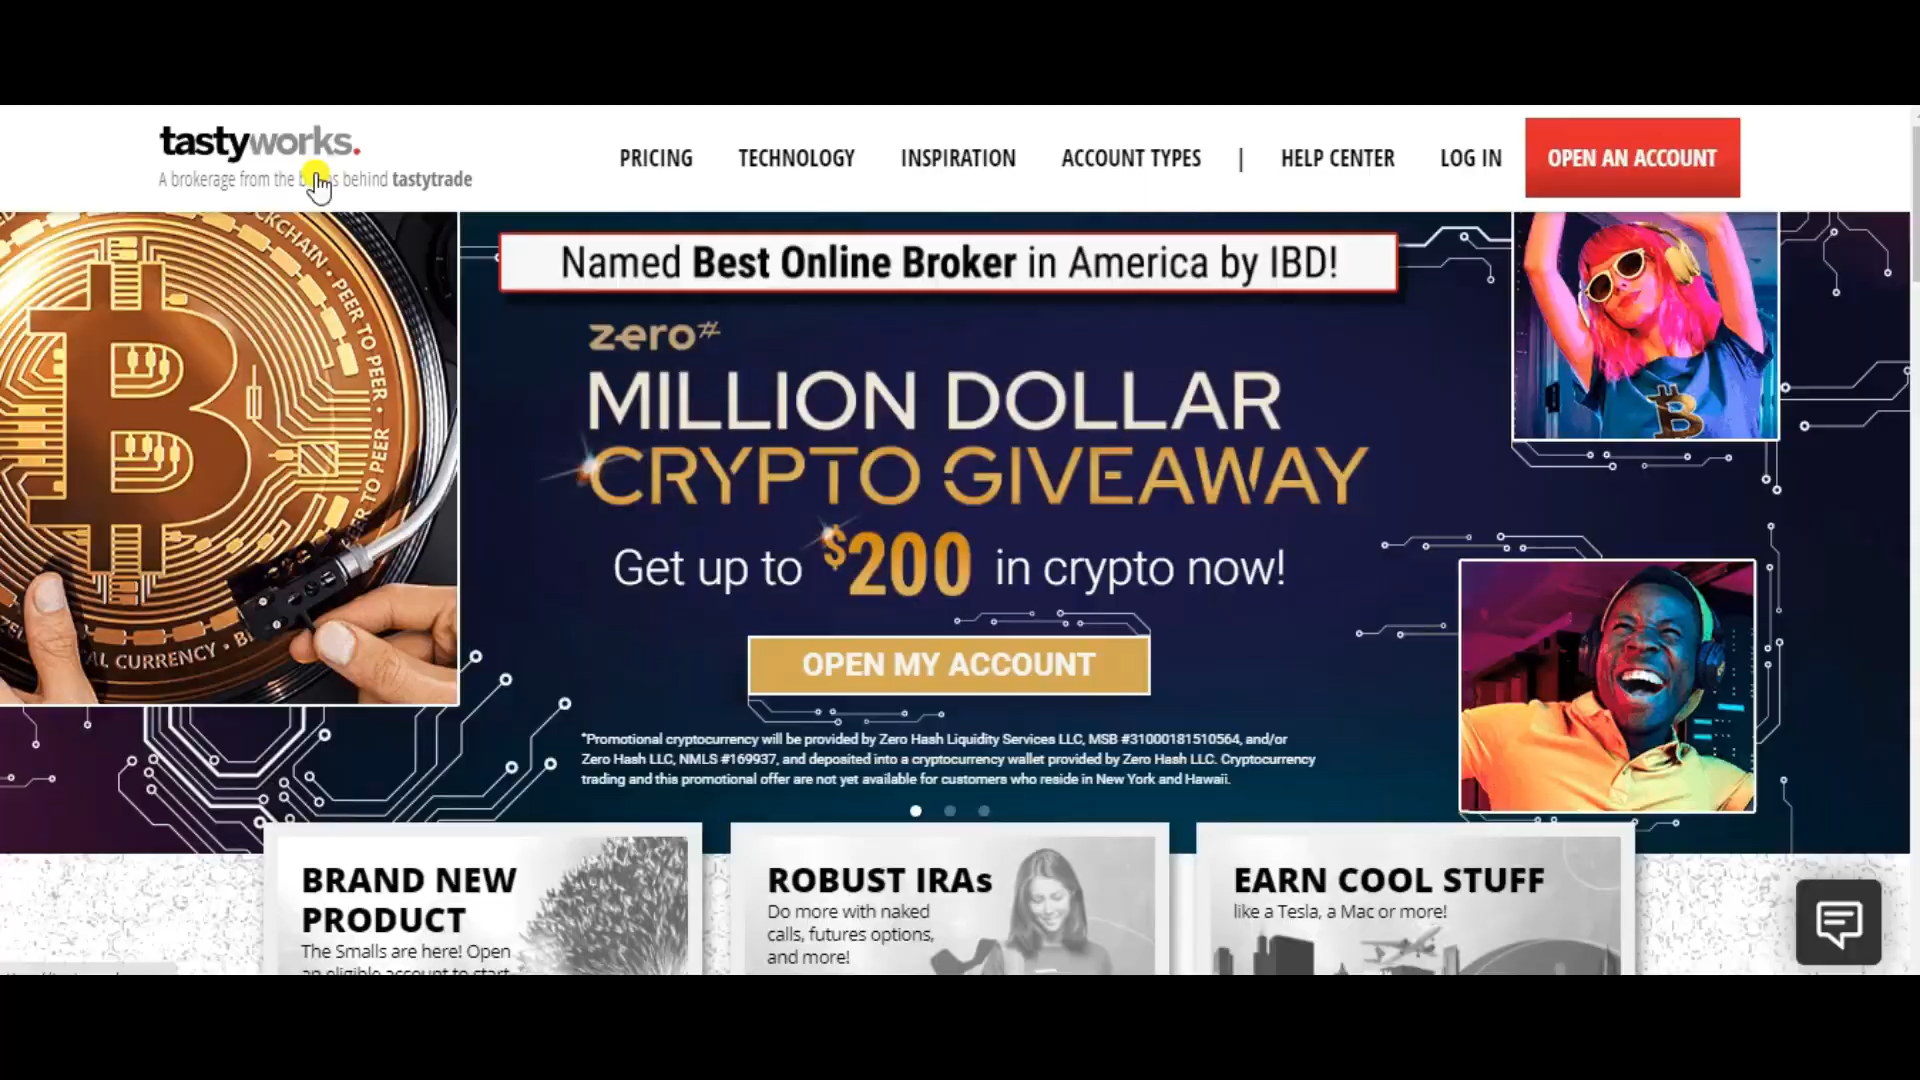 tastyworks.
A brokerage from the behind tastytrade
PRICING TECHNOLOGY INSPIRATION ACCOUNT TYPES | HELP CENTER LOG IN OPEN AN ACCOUNT
Named Best Online Broker in America by IBD!
zero#
MILLION DOLLAR
CRYPTO GIVEAWAY
Get up to $200 in crypto now!
OPEN MY ACCOUNT
*Promotional cryptocurrency will be provided by Zero Hash Liquidity Services LLC, MSB #31000181510564, and/or
Zero Hash LLC, NMLS #169937, and deposited into a cryptocurrency wallet provided by Zero Hash LLC. Cryptocurrency
trading and this promotional offer are not yet available for customers who reside in New York and Hawaii.
PEER TO PEER •
CURRENCY •
BRAND NEW
PRODUCT
The Smalls are here! Open
an eligible account to start
ROBUST IRAs
Do more with naked
calls, futures options,
and more!
EARN COOL STUFF
like a Tesla, a Mac or more!